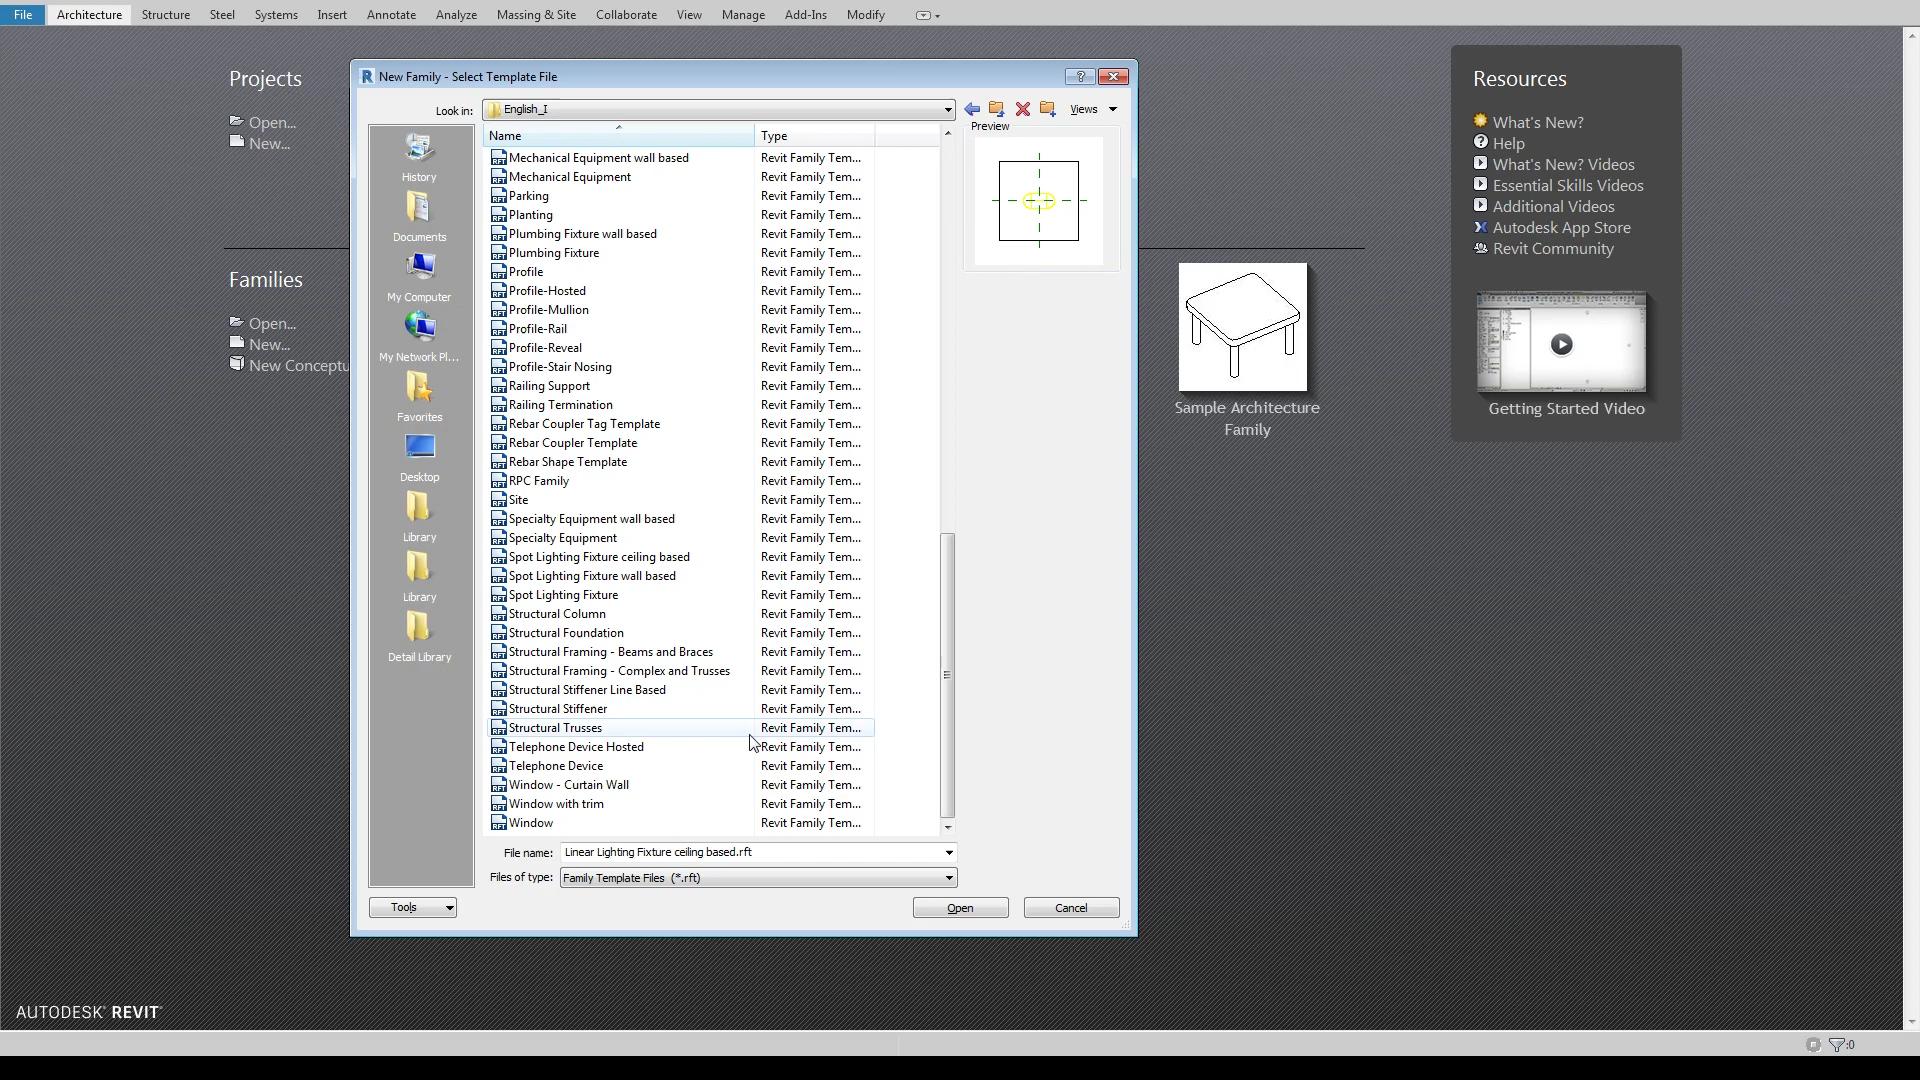 File Architecture Structure Steel Systems Insert Annotate Analyze Massing & Site Collaborate View Manage Add-Ins Modify
Projects
Open...
New...
Families
Open...
New...
New Conceptu
New Family - Select Template File
Look in: English_I
Views
History
Documents
My Computer
My Network Pl...
Favorites
Desktop
Library
Library
Detail Library
Name Type
Mechanical Equipment wall based Revit Family Tem...
Mechanical Equipment Revit Family Tem...
Parking Revit Family Tem...
Planting Revit Family Tem...
Plumbing Fixture wall based Revit Family Tem...
Plumbing Fixture Revit Family Tem...
Profile Revit Family Tem...
Profile-Hosted Revit Family Tem...
Profile-Mullion Revit Family Tem...
Profile-Rail Revit Family Tem...
Profile-Reveal Revit Family Tem...
Profile-Stair Nosing Revit Family Tem...
Railing Support Revit Family Tem...
Railing Termination Revit Family Tem...
Rebar Coupler Tag Template Revit Family Tem...
Rebar Coupler Template Revit Family Tem...
Rebar Shape Template Revit Family Tem...
RPC Family Revit Family Tem...
Site Revit Family Tem...
Specialty Equipment wall based Revit Family Tem...
Specialty Equipment Revit Family Tem...
Spot Lighting Fixture ceiling based Revit Family Tem...
Spot Lighting Fixture wall based Revit Family Tem...
Spot Lighting Fixture Revit Family Tem...
Structural Column Revit Family Tem...
Structural Foundation Revit Family Tem...
Structural Framing - Beams and Braces Revit Family Tem...
Structural Framing - Complex and Trusses Revit Family Tem...
Structural Stiffener Line Based Revit Family Tem...
Structural Stiffener Revit Family Tem...
Structural Trusses Revit Family Tem...
Telephone Device Hosted Revit Family Tem...
Telephone Device Revit Family Tem...
Window - Curtain Wall Revit Family Tem...
Window with trim Revit Family Tem...
Window Revit Family Tem...
Preview
File name: Linear Lighting Fixture ceiling based.rft
Files of type: Family Template Files (*.rft)
Tools
Open
Cancel
Sample Architecture
Family
Resources
What's New?
Help
What's New? Videos
Essential Skills Videos
Additional Videos
Autodesk App Store
Revit Community
Getting Started Video
AUTODESK® REVIT®
:0